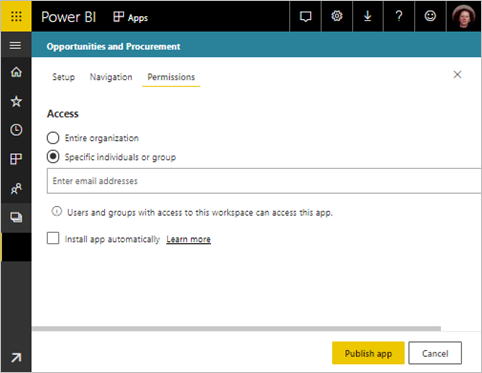 Power BI
Apps
?
Opportunities and Procurement
Setup
Navigation
Permissions
Access
Entire organization
Specific individuals or group
Enter email addresses
Users and groups with access to this workspace can access this app.
Install app automatically Learn more
Publish app
Cancel